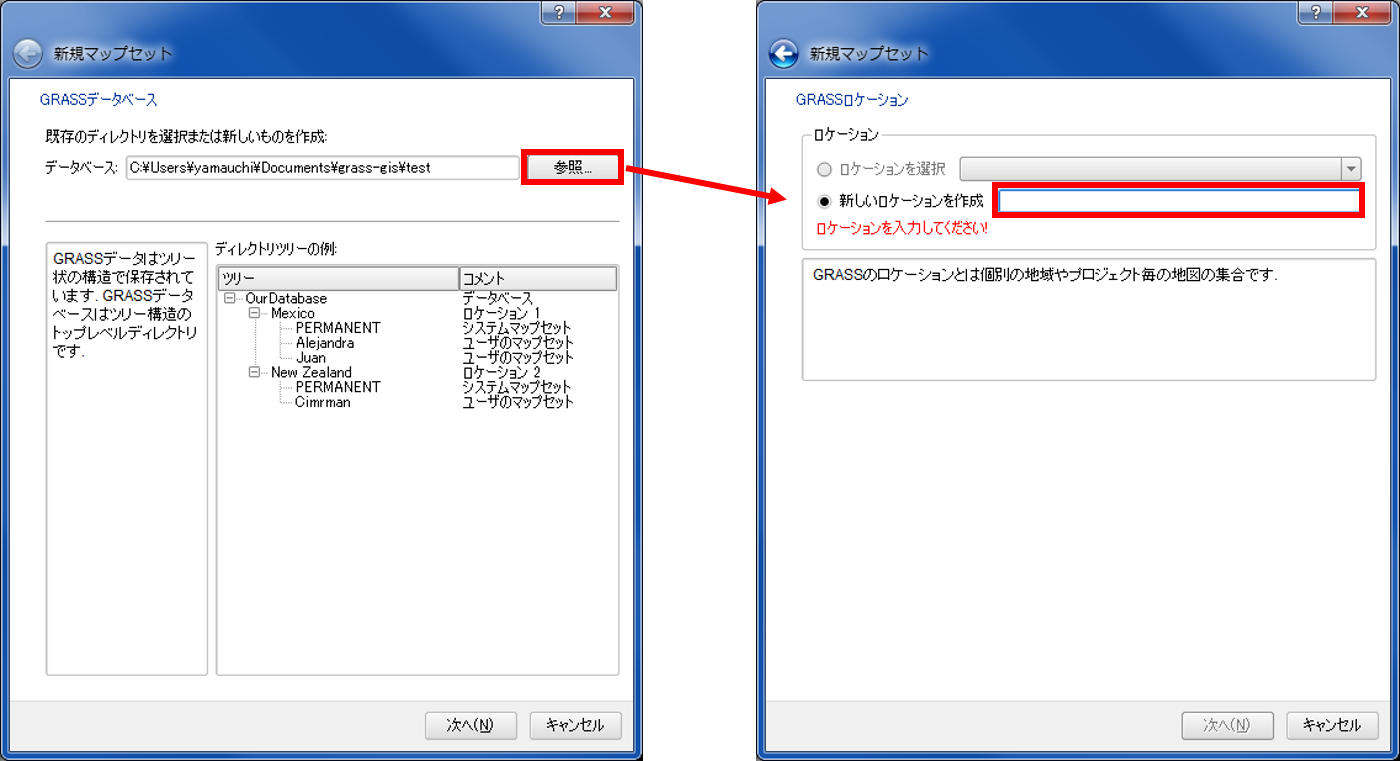 ?
新規マップセット
GRASSデータベース
既存のディレクトリを選択または新しいものを作成:
データベース: C:¥Users¥yamauchi¥Documents¥grass-gis¥test 参照...
GRASSデータはツリー
状の構造で保存されて
います. GRASSデータ
ベースはツリー構造の
トップレベルディレクトリ
です.
ディレクトリツリーの例:
ツリー コメント
OurDatabase データベース
Mexico ロケーション 1
PERMANENT システムマップセット
Alejandra ユーザのマップセット
Juan ユーザのマップセット
New Zealand ロケーション 2
PERMANENT システムマップセット
Cimrman ユーザのマップセット
次へ(N) キャンセル
?
新規マップセット
GRASSロケーション
ロケーション
ロケーションを選択
新しいロケーションを作成
ロケーションを入力してください!
GRASSのロケーションとは個別の地域やプロジェクト毎の地図の集合です.
次へ(N) キャンセル